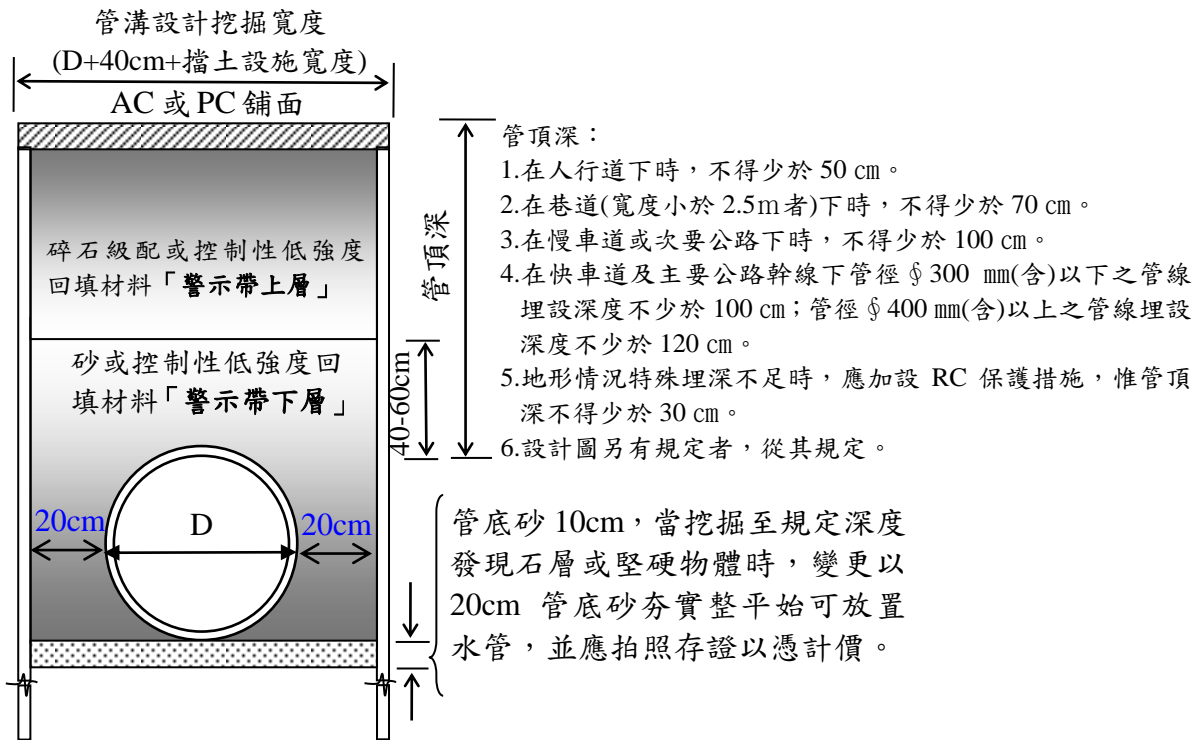 管溝設計挖掘寬度
(D+40cm+擋土設施寬度)
AC 或 PC 舖面
碎石級配或控制性低強度
回填材料「警示帶上層」
砂或控制性低強度回
填材料「警示帶下層」
20cm
D
20cm
40-60cm
管頂深
管頂深：
1.在人行道下時，不得少於 50 ㎝。
2.在巷道(寬度小於 2.5ｍ者)下時，不得少於 70 ㎝。
3.在慢車道或次要公路下時，不得少於 100 ㎝。
4.在快車道及主要公路幹線下管徑∮300 ㎜(含)以下之管線
埋設深度不少於 100 ㎝；管徑∮400 ㎜(含)以上之管線埋設
深度不少於 120 ㎝。
5.地形情況特殊埋深不足時，應加設 RC 保護措施，惟管頂
深不得少於 30 ㎝。
6.設計圖另有規定者，從其規定。
管底砂 10cm，當挖掘至規定深度
發現石層或堅硬物體時，變更以
20cm 管底砂夯實整平始可放置
水管，並應拍照存證以憑計價。